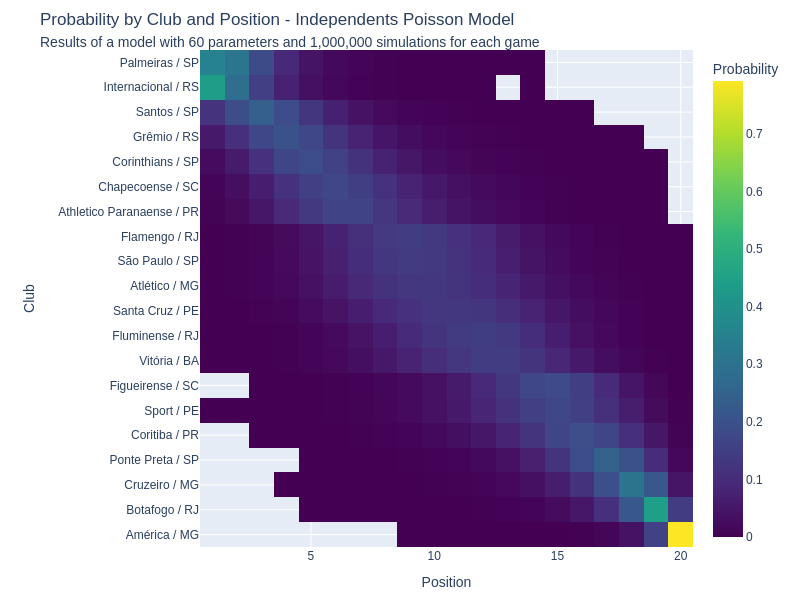 Probability by Club and Position - Independents Poisson Model
Results of a model with 60 parameters and 1,000,000 simulations for each game
Probability
Palmeiras / SP
Internacional / RS
Santos / SP
Grêmio / RS
Corinthians / SP
Chapecoense / SC
Athletico Paranaense / PR
Flamengo / RJ
São Paulo / SP
Atlético / MG
Santa Cruz / PE
Fluminense / RJ
Vitória / BA
Figueirense / SC
Sport / PE
Coritiba / PR
Ponte Preta / SP
Cruzeiro / MG
Botafogo / RJ
América / MG
Club
0.7
0.6
0.5
0.4
0.3
0.2
0.1
0
5
10
15
20
Position